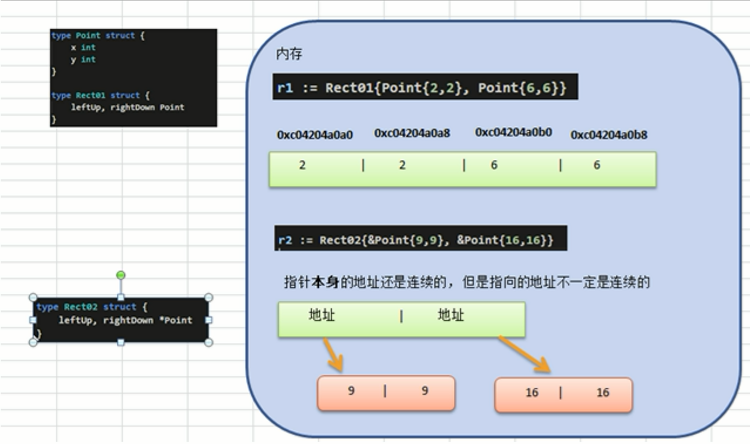 type Point struct {
x int
y int
}
type Rect01 struct {
leftUp, rightDown Point
}
type Rect02 struct {
leftUp, rightDown *Point
}
内存
r1 := Rect01{Point{2,2}, Point{6,6}}
0xc04204a0a0 0xc04204a0a8 0xc04204a0b0 0xc04204a0b8
2 | 2 | 6 | 6
r2 := Rect02{&Point{9,9}, &Point{16,16}}
指针本身的地址还是连续的，但是指向的地址不一定是连续的
地址 | 地址
9 | 9
16 | 16